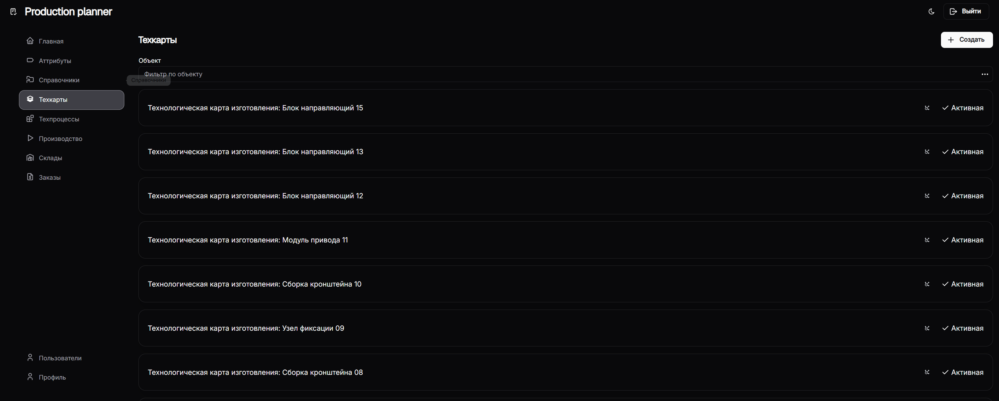 Production planner
Выйти
Главная
Аттрибуты
Справочники
Техкарты
Техпроцессы
Производство
Склады
Заказы
Пользователи
Профиль
Техкарты
Создать
Объект
Фильтр по объекту
Справочники
Технологическая карта изготовления: Блок направляющий 15
Активная
Технологическая карта изготовления: Блок направляющий 13
Активная
Технологическая карта изготовления: Блок направляющий 12
Активная
Технологическая карта изготовления: Модуль привода 11
Активная
Технологическая карта изготовления: Сборка кронштейна 10
Активная
Технологическая карта изготовления: Узел фиксации 09
Активная
Технологическая карта изготовления: Сборка кронштейна 08
Активная